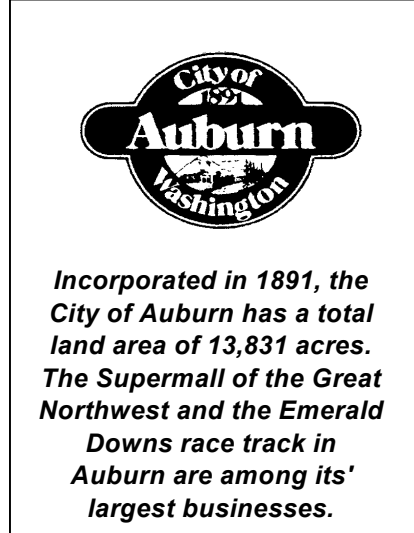 City of
1891
Auburn
Washington
Incorporated in 1891, the
City of Auburn has a total
land area of 13,831 acres.
The Supermall of the Great
Northwest and the Emerald
Downs race track in
Auburn are among its'
largest businesses.